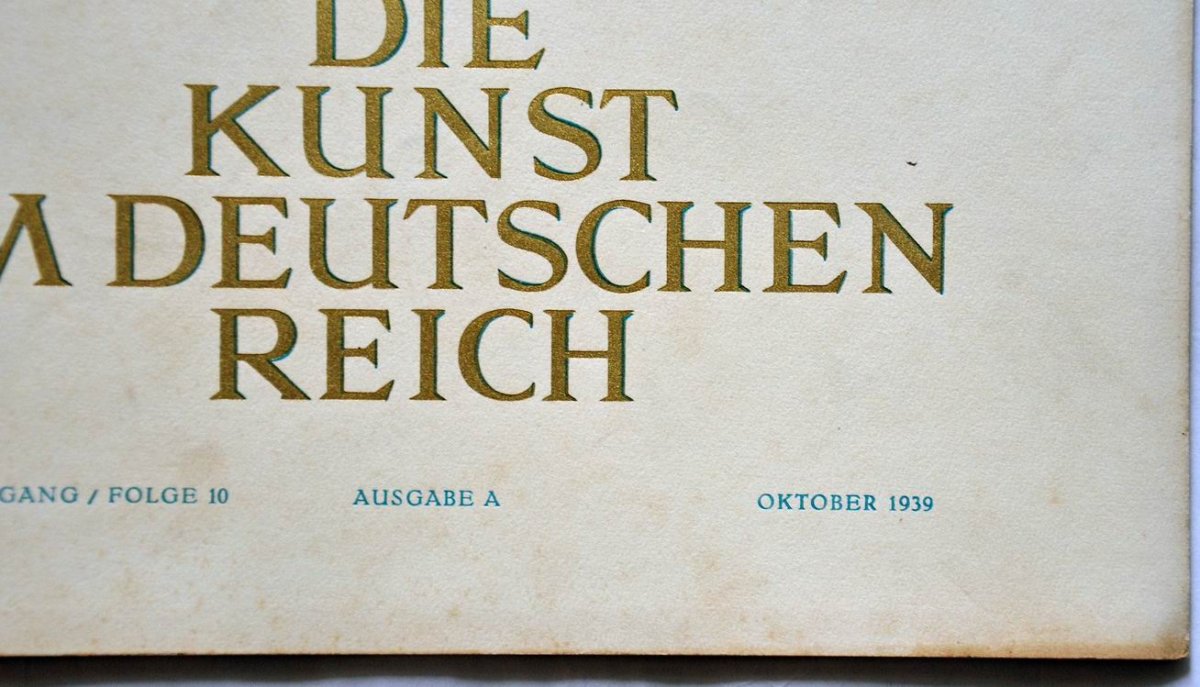 DIE
KUNST
M DEUTSCHEN
REICH
GANG / FOLGE 10 AUSGABE A OKTOBER 1939